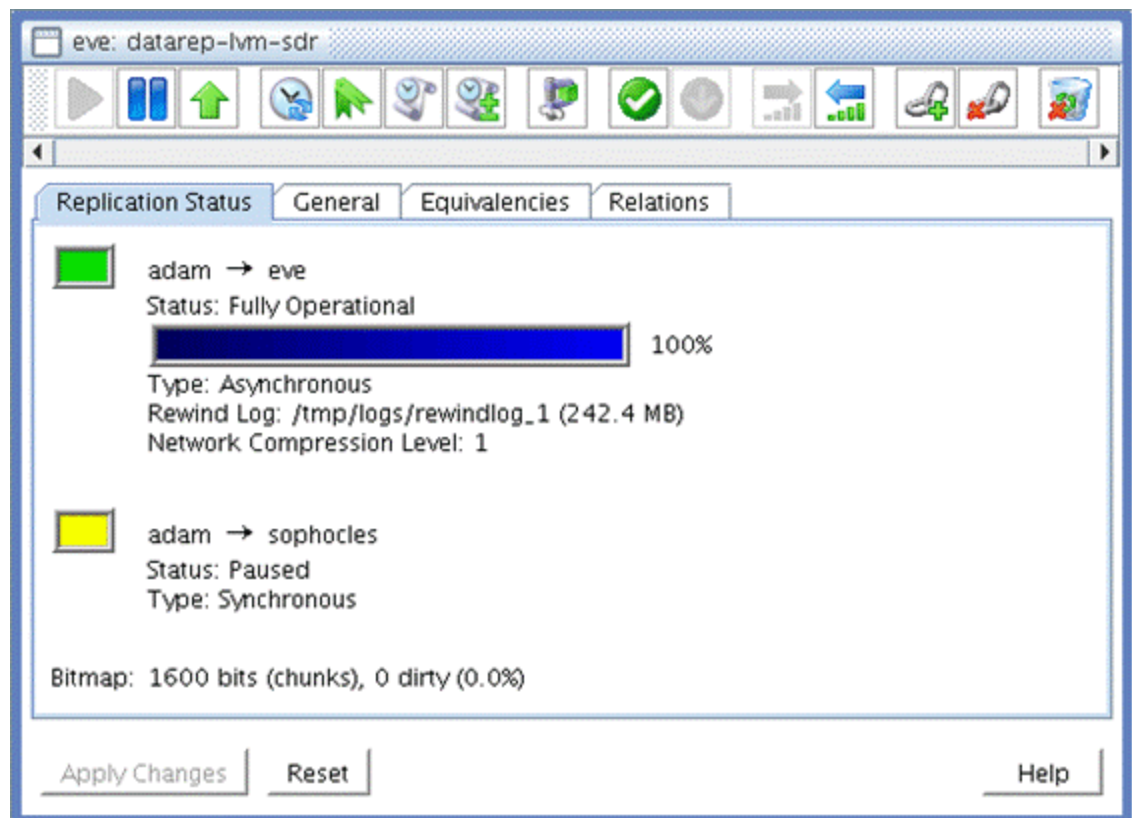 eve: datarep-lvm-sdr
Replication Status General Equivalencies Relations
adam → eve
Status: Fully Operational
100%
Type: Asynchronous
Rewind Log: /tmp/logs/rewindlog_1 (242.4 MB)
Network Compression Level: 1
adam → sophocles
Status: Paused
Type: Synchronous
Bitmap: 1600 bits (chunks), 0 dirty (0.0%)
Apply Changes Reset Help